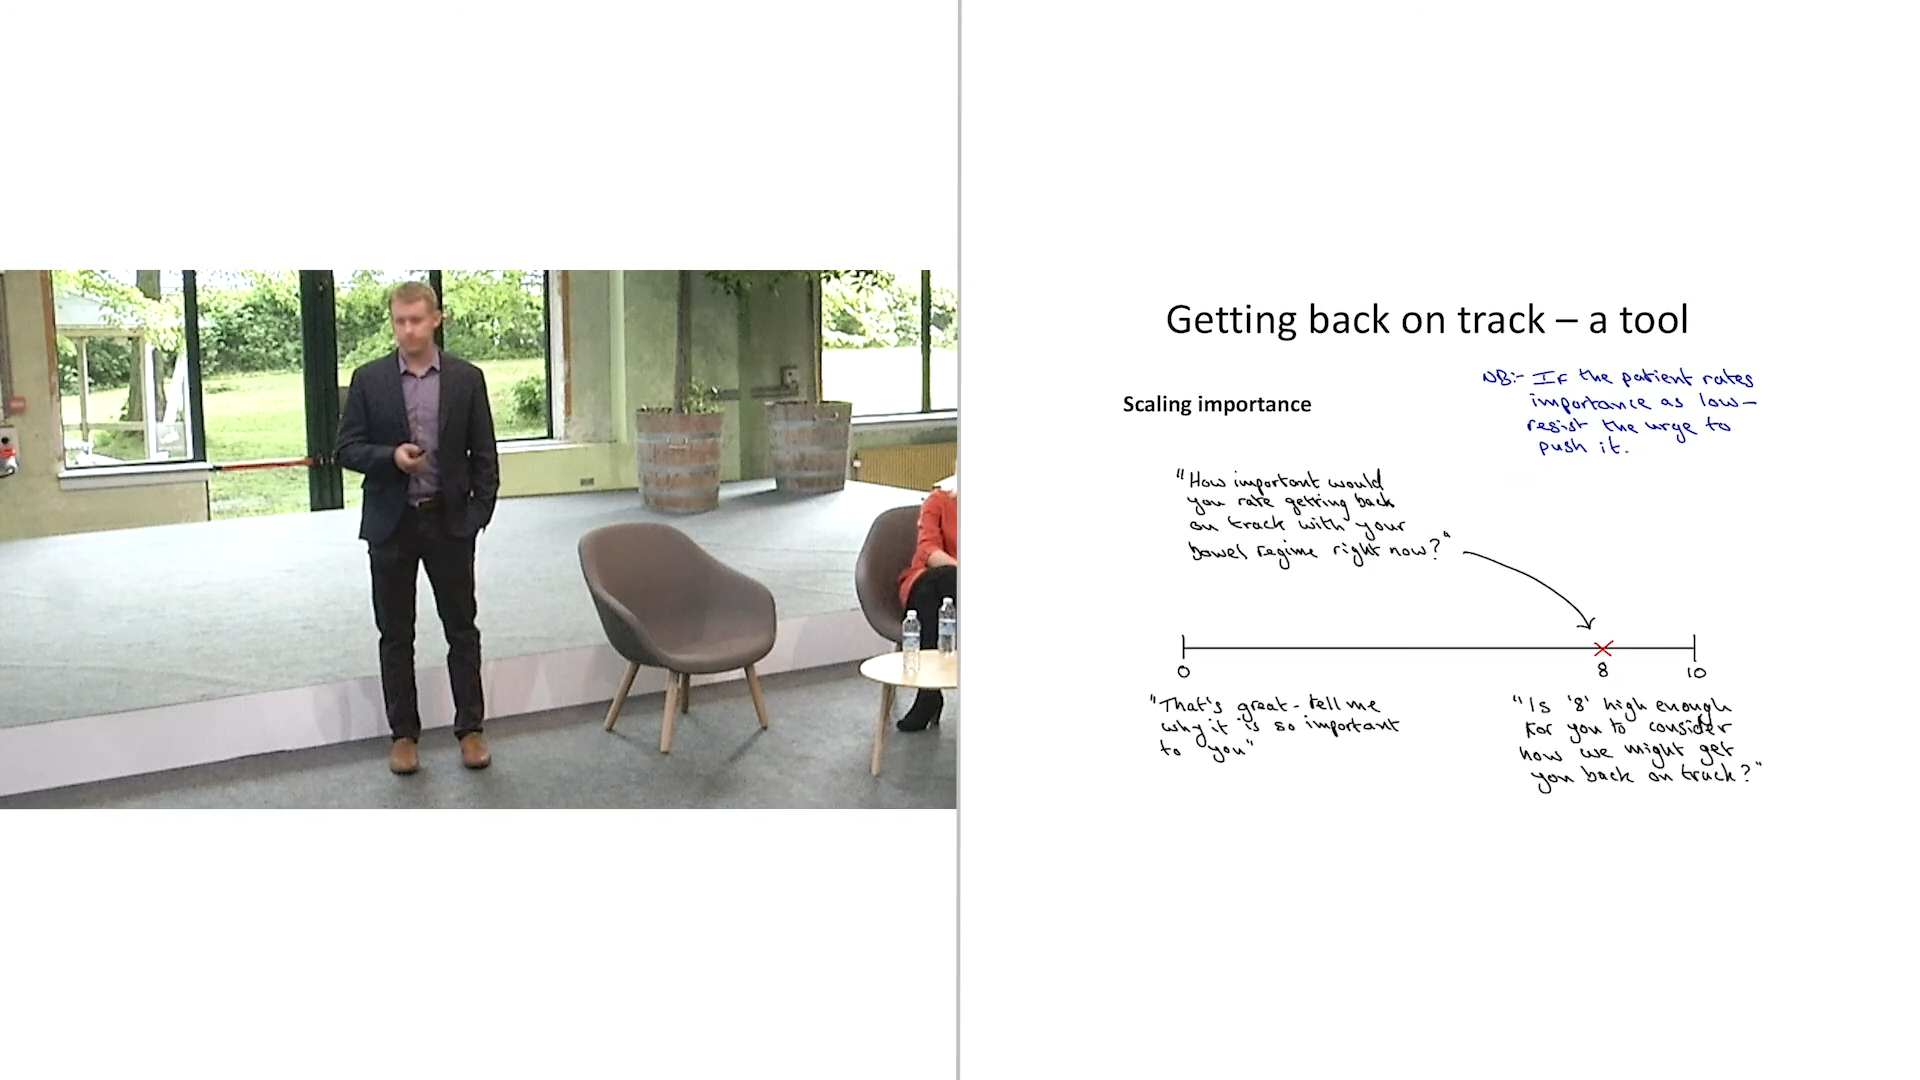 Getting back on track – a tool
NB:- If the patient rates
importance as low –
resist the urge to
push it.
Scaling importance
"How important would
you rate getting back
on track with your
bowel regime right now?"
0
8
10
"That's great - tell me
why it is so important
to you"
"Is '8' high enough
for you to consider
how we might get
you back on track?"